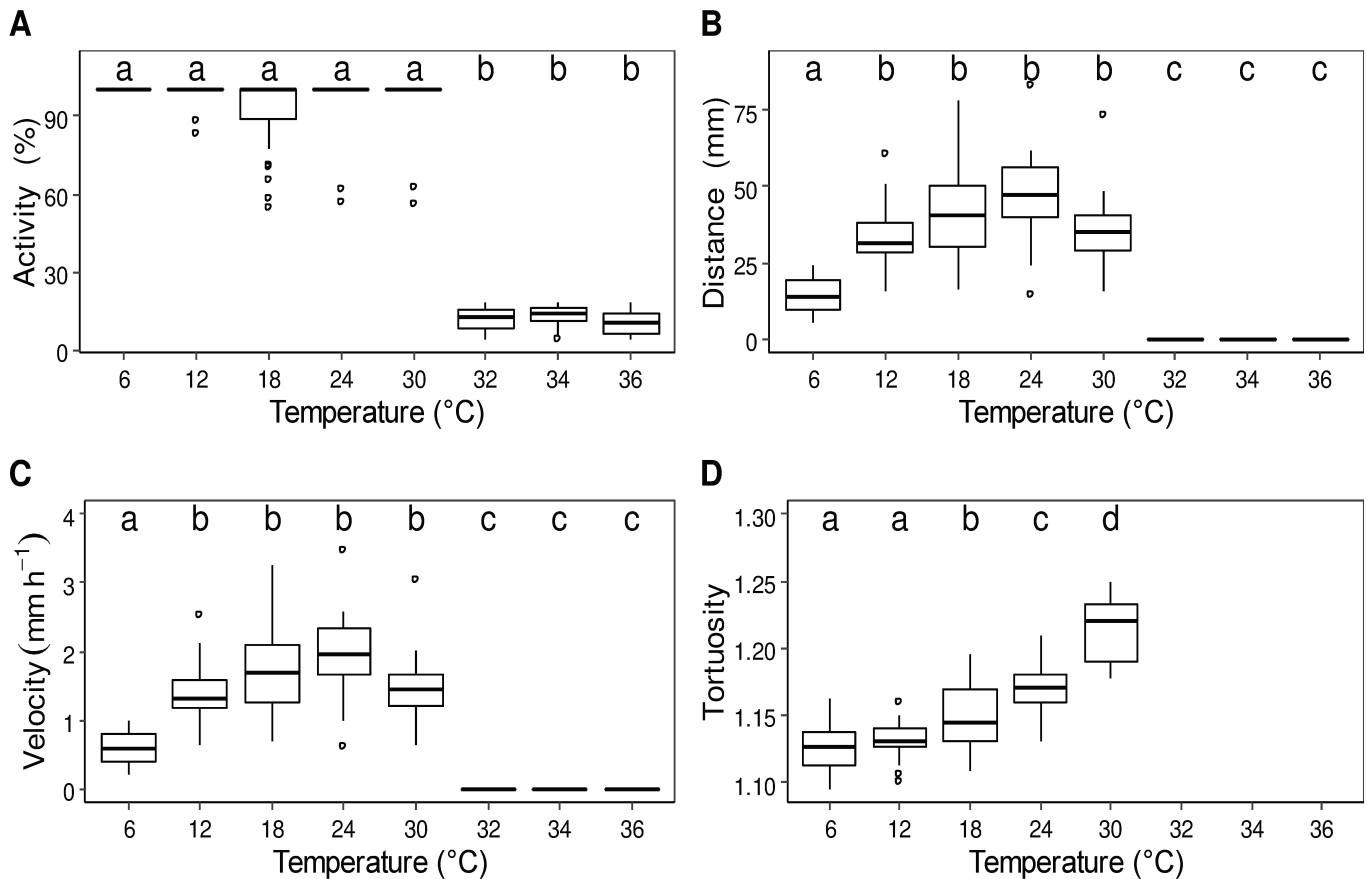 A
a a a a a b b b
Activity (%)
90
60
30
0
6 12 18 24 30 32 34 36
Temperature (°C)
B
a b b b b c c c
Distance (mm)
75
50
25
0
6 12 18 24 30 32 34 36
Temperature (°C)
C
a b b b b c c c
Velocity (mm h⁻¹)
4
3
2
1
0
6 12 18 24 30 32 34 36
Temperature (°C)
D
a a b c d
Tortuosity
1.30
1.25
1.20
1.15
1.10
6 12 18 24 30 32 34 36
Temperature (°C)